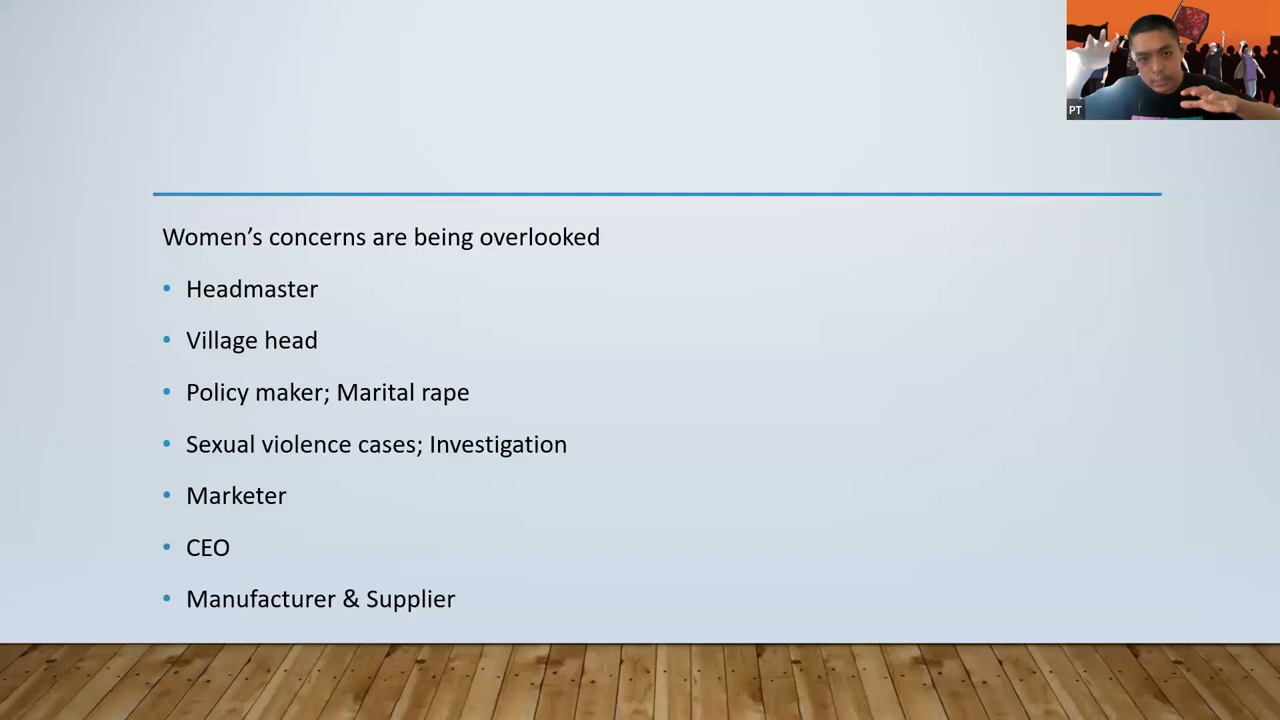 PT
Women’s concerns are being overlooked
• Headmaster
• Village head
• Policy maker; Marital rape
• Sexual violence cases; Investigation
• Marketer
• CEO
• Manufacturer & Supplier